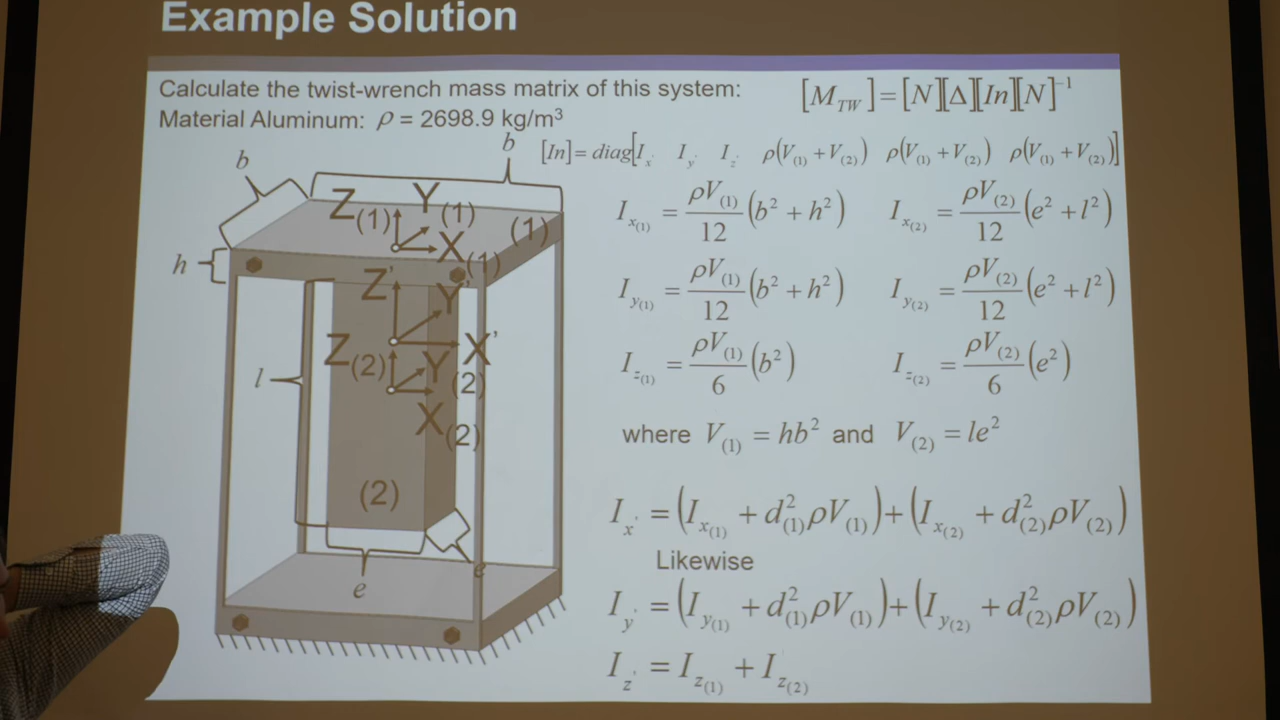 Example Solution
Calculate the twist-wrench mass matrix of this system:
[M_TW] = [N][Δ][In][N]⁻¹
Material Aluminum: ρ = 2698.9 kg/m³
[In] = diag[I_x' I_y' I_z' ρ(V_(1) + V_(2)) ρ(V_(1) + V_(2)) ρ(V_(1) + V_(2))]
I_x(1) = ρV_(1)/12 (b² + h²)
I_x(2) = ρV_(2)/12 (e² + l²)
I_y(1) = ρV_(1)/12 (b² + h²)
I_y(2) = ρV_(2)/12 (e² + l²)
I_z(1) = ρV_(1)/6 (b²)
I_z(2) = ρV_(2)/6 (e²)
where V_(1) = hb² and V_(2) = le²
I_x' = (I_x(1) + d²_(1)ρV_(1)) + (I_x(2) + d²_(2)ρV_(2))
Likewise
I_y' = (I_y(1) + d²_(1)ρV_(1)) + (I_y(2) + d²_(2)ρV_(2))
I_z' = I_z(1) + I_z(2)
b
b
h
Z(1)
Y(1)
X(1)
(1)
Z'
Y'
X'
Z(2)
Y(2)
X(2)
l
(2)
e
e